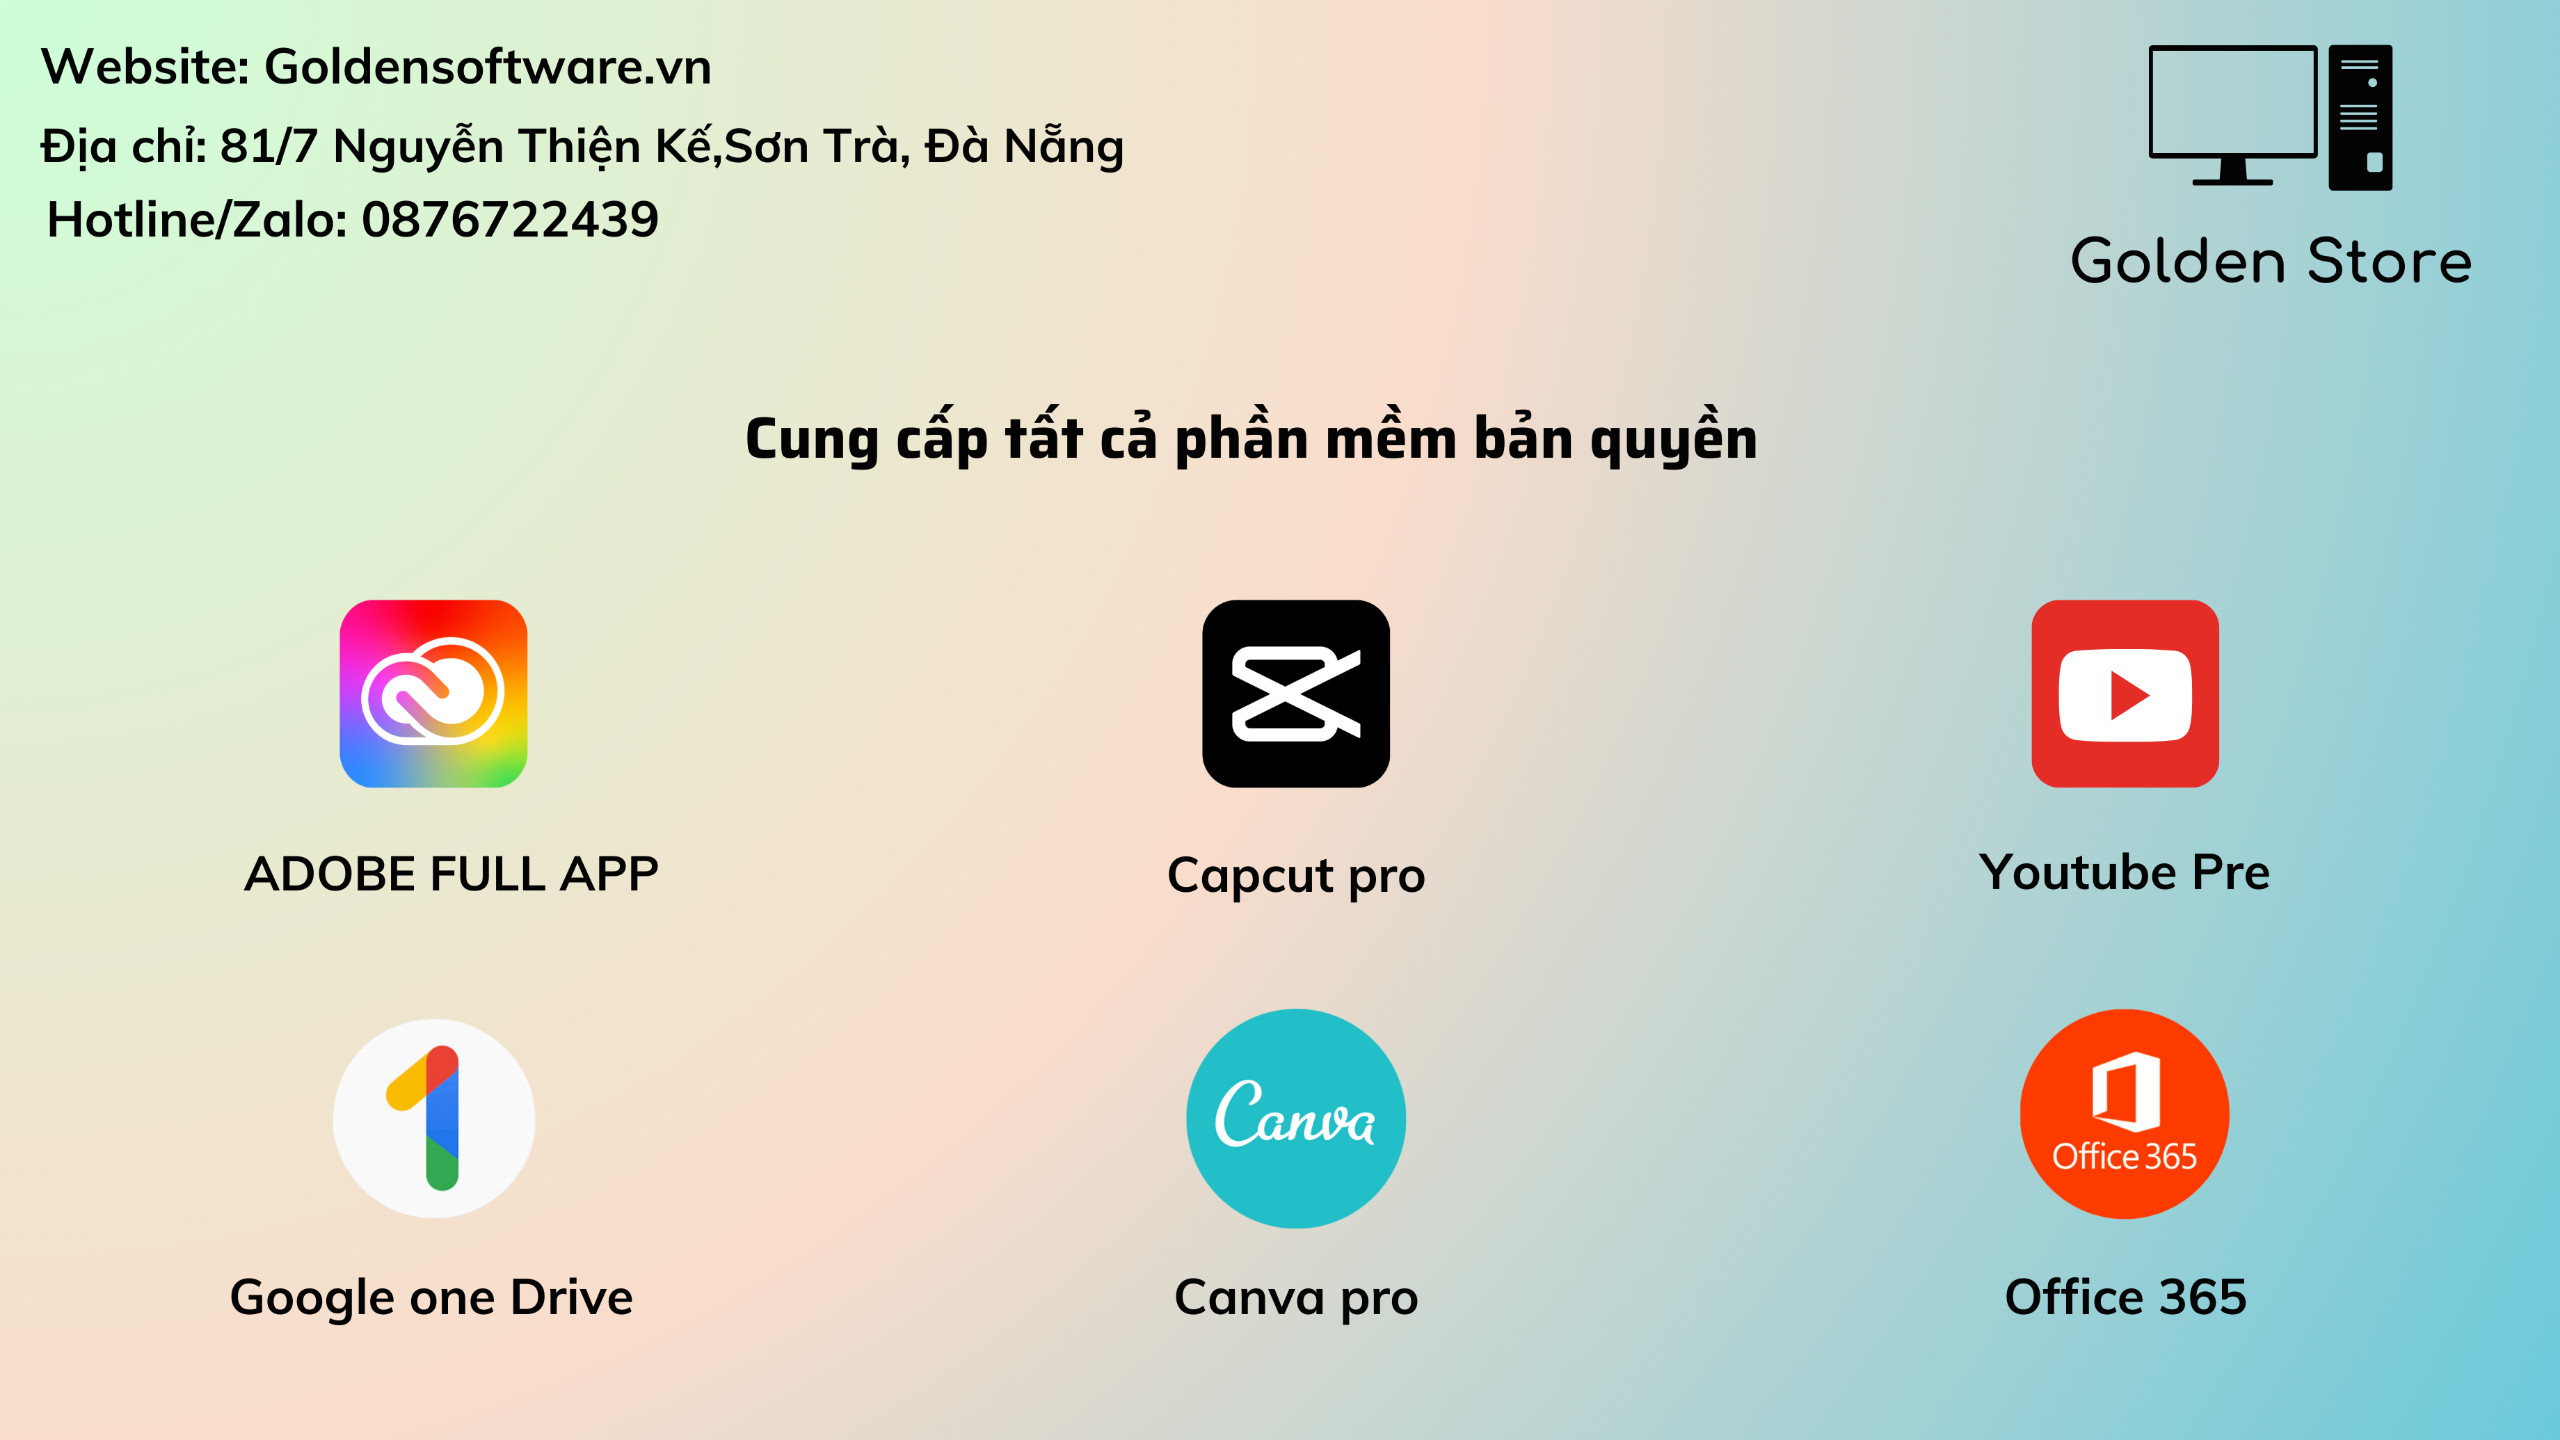 Website: Goldensoftware.vn
Địa chỉ: 81/7 Nguyễn Thiện Kế,Sơn Trà, Đà Nẵng
Hotline/Zalo: 0876722439
Golden Store
Cung cấp tất cả phần mềm bản quyền
ADOBE FULL APP
Capcut pro
Youtube Pre
Canva
Office 365
Google one Drive
Canva pro
Office 365